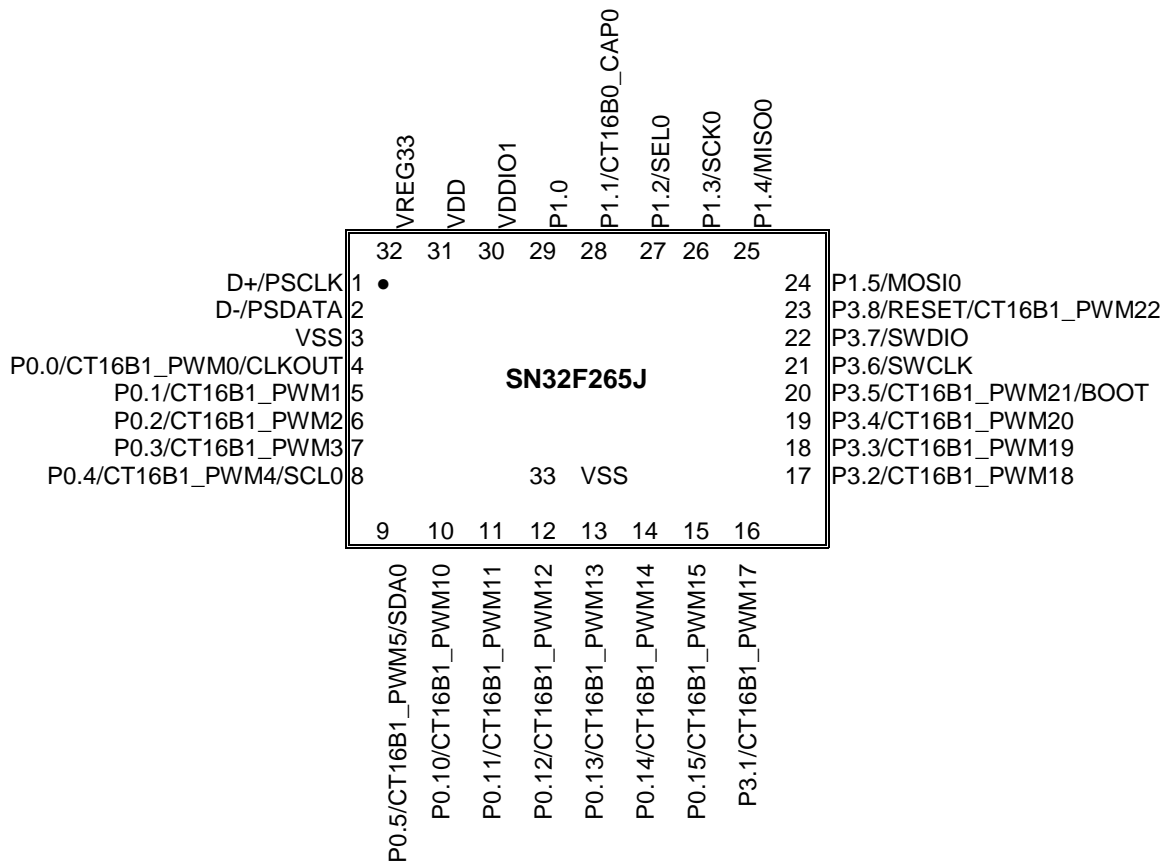 VREG33
VDD
VDDIO1
P1.0
P1.1/CT16B0_CAP0
P1.2/SEL0
P1.3/SCK0
P1.4/MISO0
32 31 30 29 28 27 26 25
D+/PSCLK 1 ● 24 P1.5/MOSI0
D-/PSDATA 2 23 P3.8/RESET/CT16B1_PWM22
VSS 3 22 P3.7/SWDIO
P0.0/CT16B1_PWM0/CLKOUT 4 21 P3.6/SWCLK
P0.1/CT16B1_PWM1 5 SN32F265J 20 P3.5/CT16B1_PWM21/BOOT
P0.2/CT16B1_PWM2 6 19 P3.4/CT16B1_PWM20
P0.3/CT16B1_PWM3 7 18 P3.3/CT16B1_PWM19
P0.4/CT16B1_PWM4/SCL0 8 33 VSS 17 P3.2/CT16B1_PWM18
9 10 11 12 13 14 15 16
P0.5/CT16B1_PWM5/SDA0
P0.10/CT16B1_PWM10
P0.11/CT16B1_PWM11
P0.12/CT16B1_PWM12
P0.13/CT16B1_PWM13
P0.14/CT16B1_PWM14
P0.15/CT16B1_PWM15
P3.1/CT16B1_PWM17